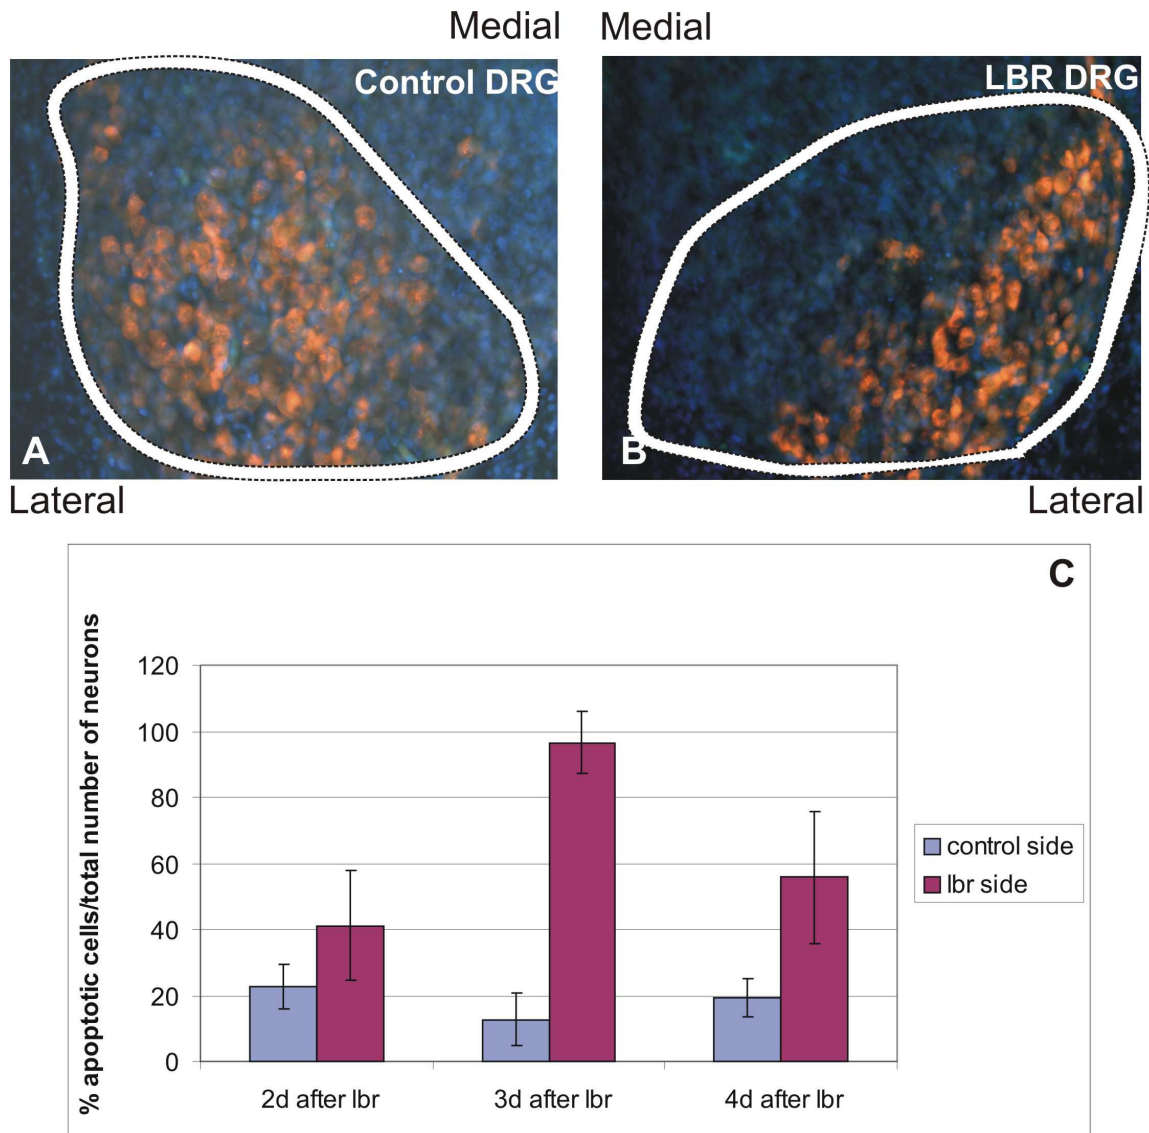 Medial Medial
Control DRG LBR DRG
A B
Lateral Lateral
C
% apoptotic cells/total number of neurons
120
100
80
60
40
20
0
2d after lbr 3d after lbr 4d after lbr
control side
lbr side